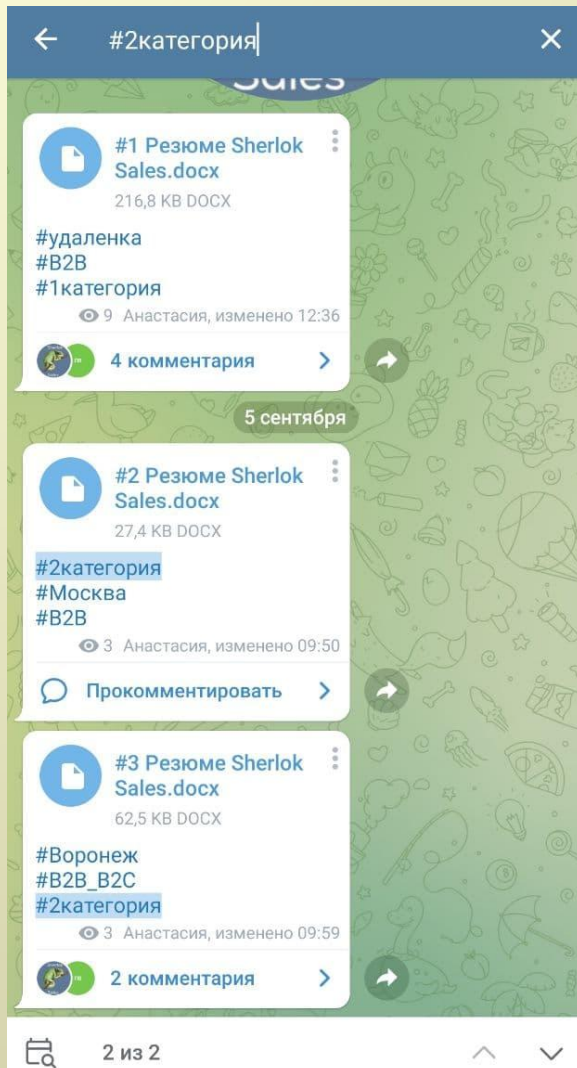 #2категория
Sales
#1 Резюме Sherlok
Sales.docx
216,8 KB DOCX
#удаленка
#B2B
#1категория
9 Анастасия, изменено 12:36
4 комментария
5 сентября
#2 Резюме Sherlok
Sales.docx
27,4 KB DOCX
#2категория
#Москва
#B2B
3 Анастасия, изменено 09:50
Прокомментировать
#3 Резюме Sherlok
Sales.docx
62,5 KB DOCX
#Воронеж
#B2B_B2C
#2категория
3 Анастасия, изменено 09:59
2 комментария
2 из 2